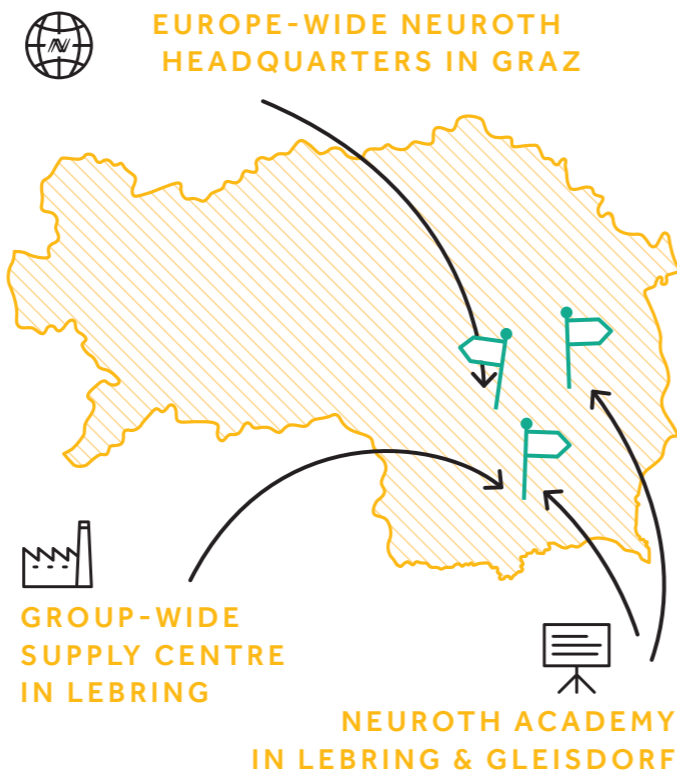 EUROPE-WIDE NEUROTH
HEADQUARTERS IN GRAZ
GROUP-WIDE
SUPPLY CENTRE
IN LEBRING
NEUROTH ACADEMY
IN LEBRING & GLEISDORF